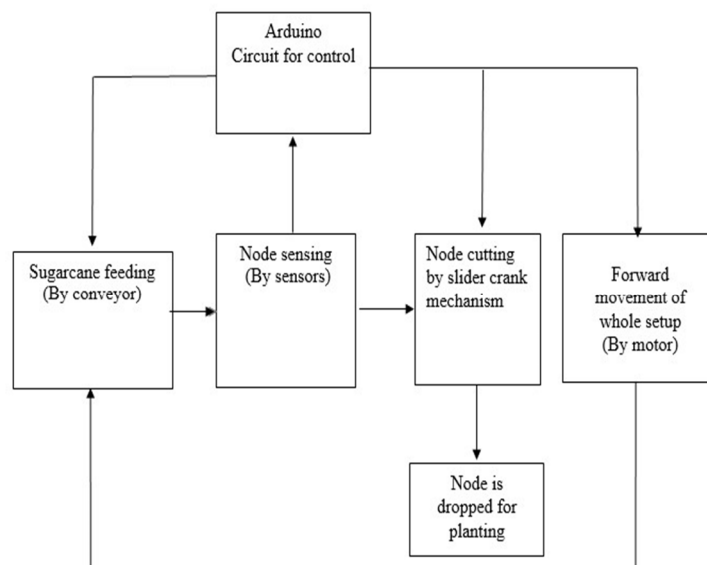 Arduino
Circuit for control
Sugarcane feeding
(By conveyor)
Node sensing
(By sensors)
Node cutting
by slider crank
mechanism
Forward
movement of
whole setup
(By motor)
Node is
dropped for
planting